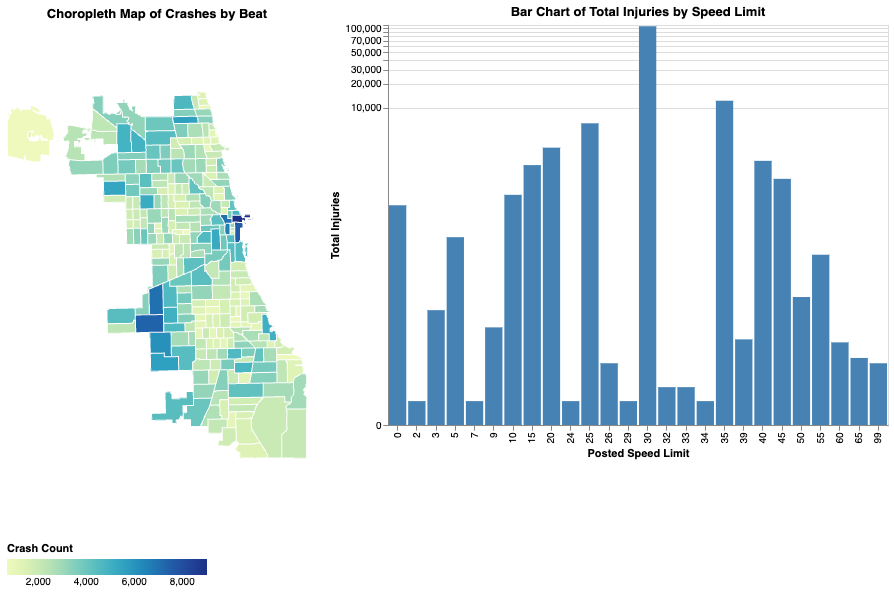 Choropleth Map of Crashes by Beat
Crash Count
2,000 4,000 6,000 8,000
Bar Chart of Total Injuries by Speed Limit
100,000
70,000
50,000
30,000
20,000
10,000
0
Total Injuries
0 2 3 5 7 9 10 15 20 24 25 26 29 30 32 33 34 35 39 40 45 50 55 60 65 99
Posted Speed Limit